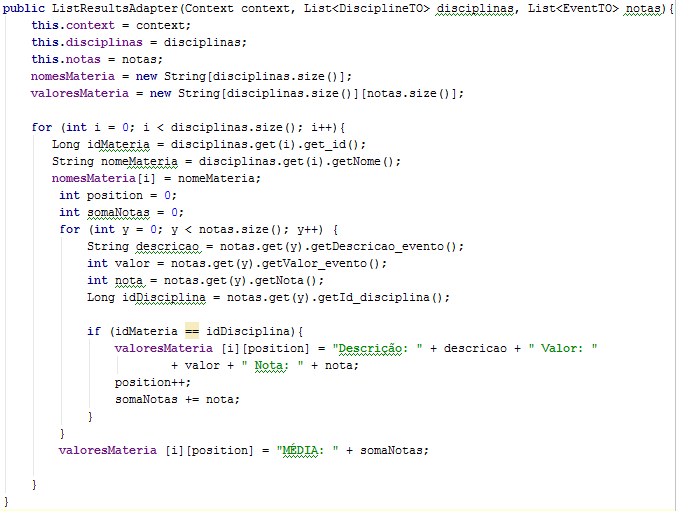 public ListResultsAdapter(Context context, List<DisciplineTO> disciplinas, List<EventTO> notas){
this.context = context;
this.disciplinas = disciplinas;
this.notas = notas;
nomesMateria = new String[disciplinas.size()];
valoresMateria = new String[disciplinas.size()][notas.size()];
for (int i = 0; i < disciplinas.size(); i++){
Long idMateria = disciplinas.get(i).get_id();
String nomeMateria = disciplinas.get(i).getNome();
nomesMateria[i] = nomeMateria;
int position = 0;
int somaNotas = 0;
for (int y = 0; y < notas.size(); y++) {
String descricao = notas.get(y).getDescricao_evento();
int valor = notas.get(y).getValor_evento();
int nota = notas.get(y).getNota();
Long idDisciplina = notas.get(y).getId_disciplina();
if (idMateria == idDisciplina){
valoresMateria [i][position] = "Descrição: " + descricao + " Valor: "
+ valor + " Nota: " + nota;
position++;
somaNotas += nota;
}
}
valoresMateria [i][position] = "MÉDIA: " + somaNotas;
}
}